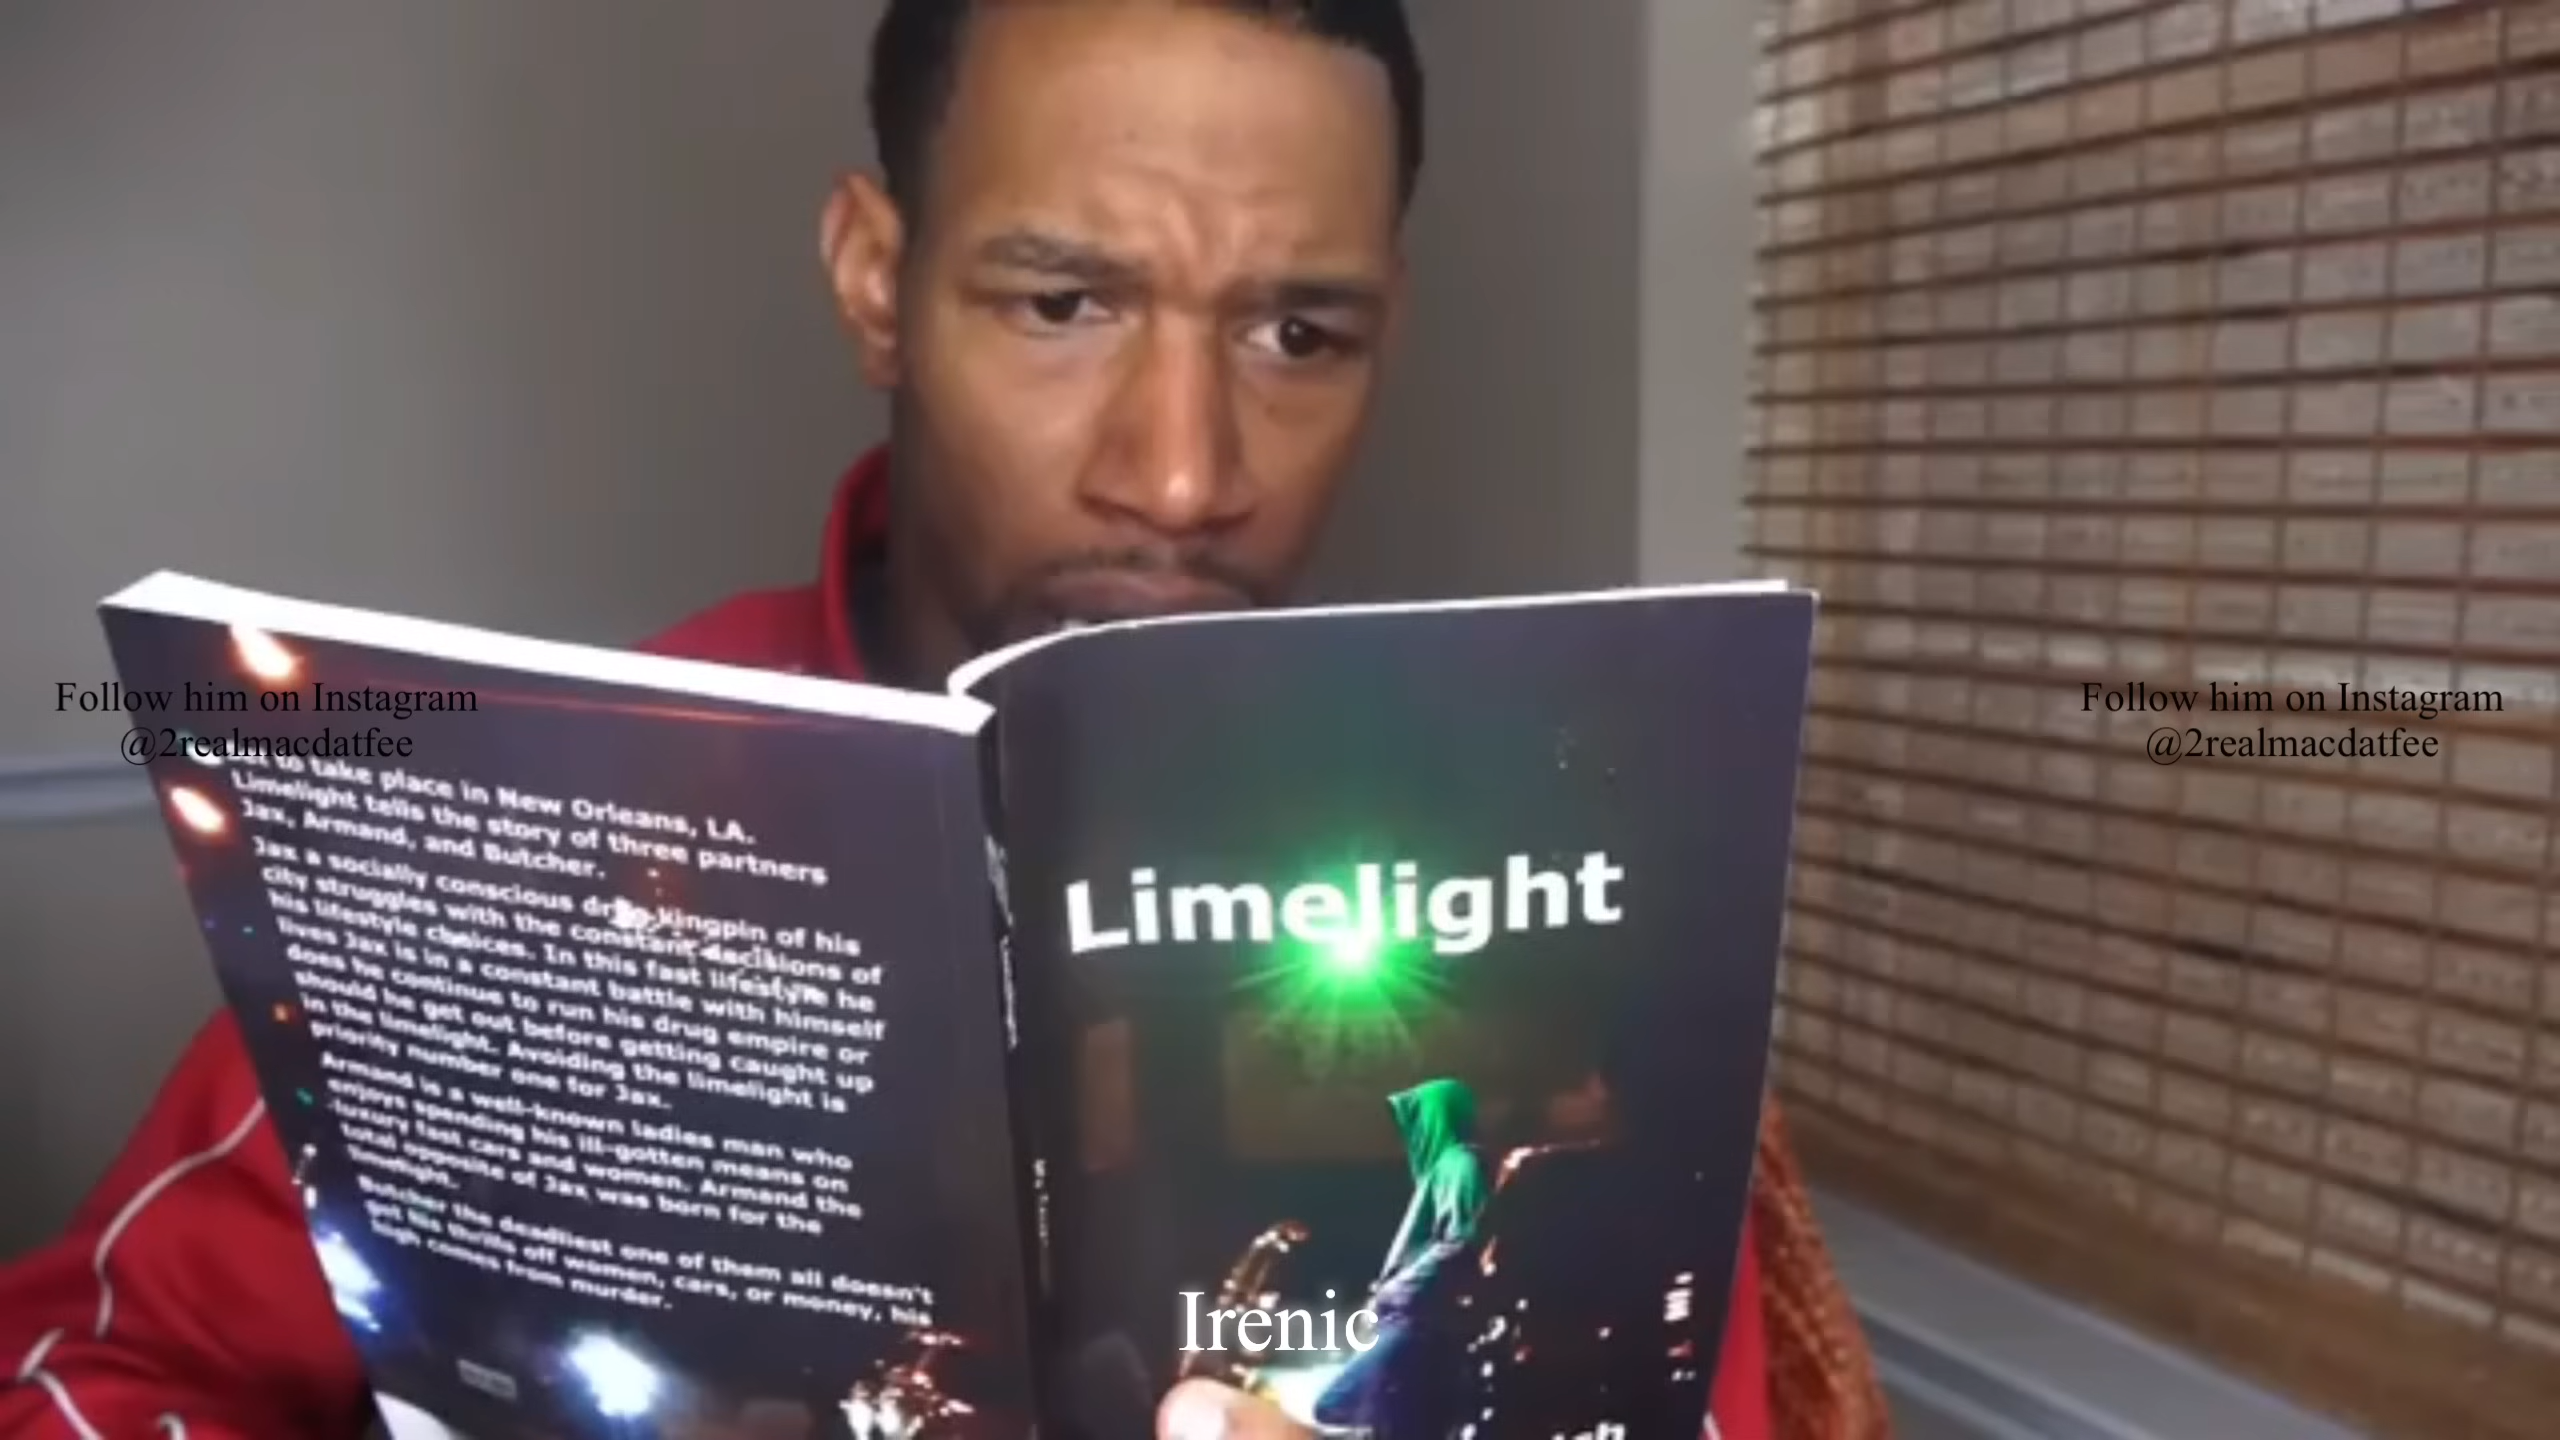 Follow him on Instagram
@2realmacdatfee
Follow him on Instagram
@2realmacdatfee
to take place in New Orleans, LA.
Limelight tells the story of three partners
Jax, Armand, and Butcher.
Jax a socially conscious drug kingpin of his
city struggles with the constant decisions of
his lifestyle choices. In this fast lifestyle he
lives Jax is in a constant battle with himself
does he continue to run his drug empire or
should he get out before getting caught up
in the limelight. Avoiding the limelight is
priority number one for Jax.
Armand is a well-known ladies man who
enjoys spending his ill-gotten means on
luxury fast cars and women. Armand the
total opposite of Jax was born for the
limelight.
Butcher the deadliest one of them all doesn't
get his thrills off women, cars, or money, his
high comes from murder.
Limelight
Irenic